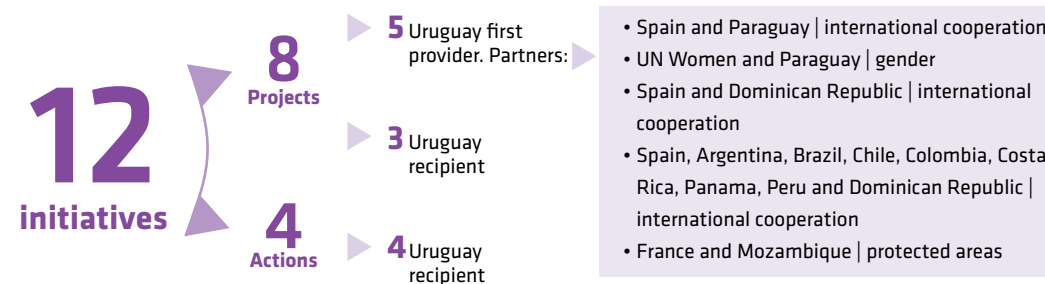 12
initiatives
8
Projects
5 Uruguay first
provider. Partners:
3 Uruguay
recipient
4
Actions
4 Uruguay
recipient
• Spain and Paraguay | international cooperation
• UN Women and Paraguay | gender
• Spain and Dominican Republic | international
cooperation
• Spain, Argentina, Brazil, Chile, Colombia, Costa
Rica, Panama, Peru and Dominican Republic |
international cooperation
• France and Mozambique | protected areas